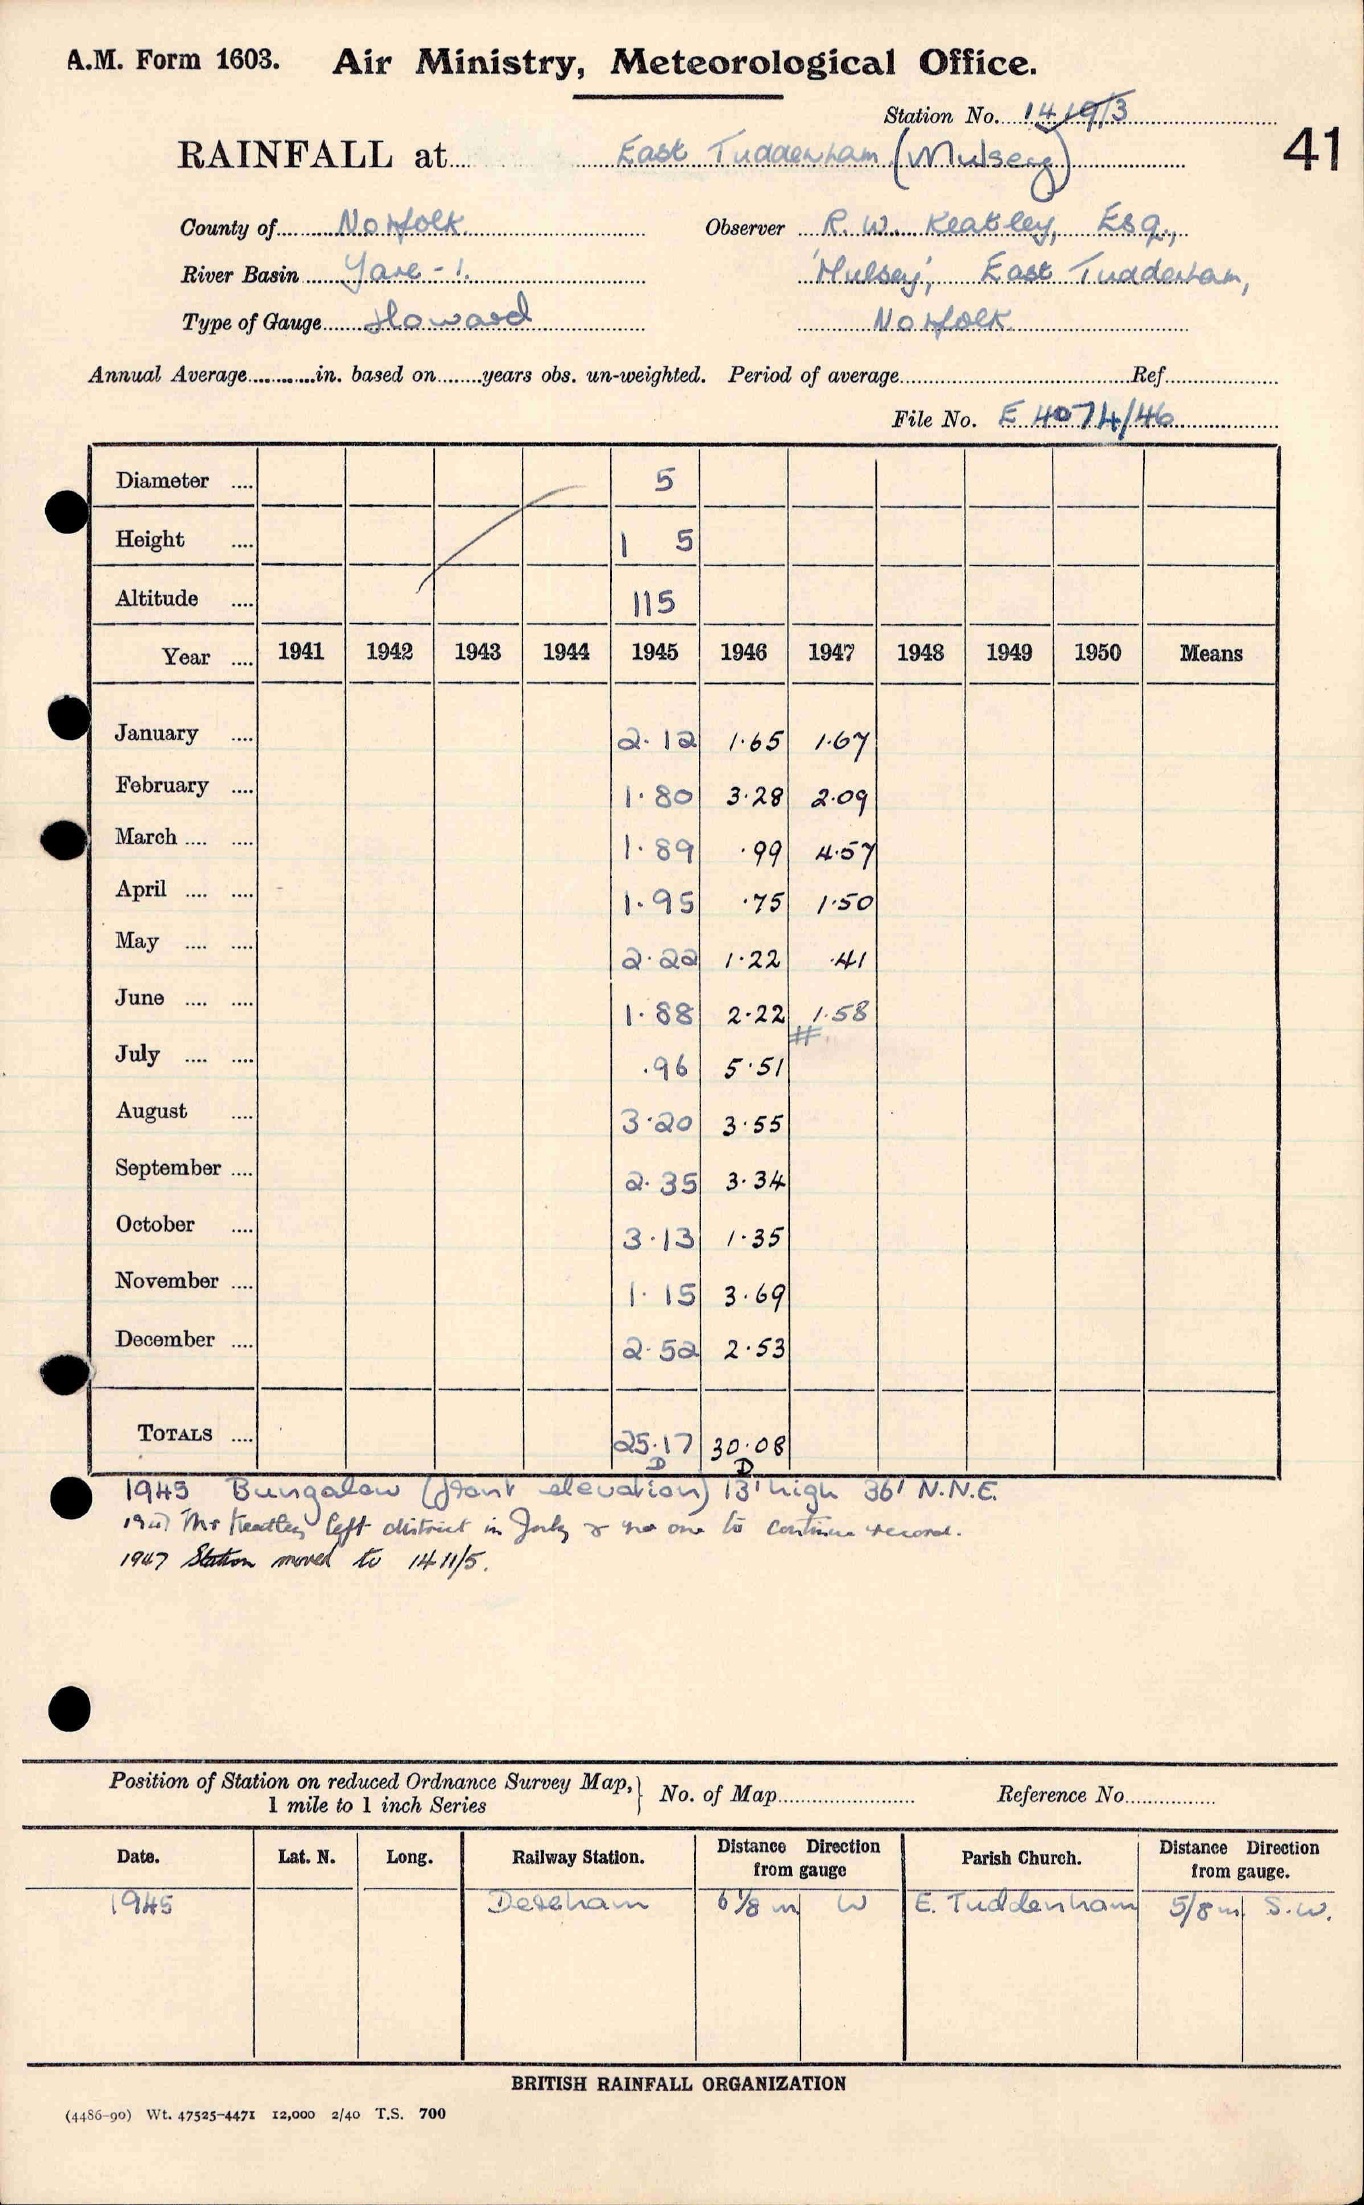 A.M. Form 1603. Air Ministry, Meteorological Office.
Station No. 1419/3
41
RAINFALL at East Tuddenham (Mulsey)
County of Norfolk Observer R. W. Keatley, Esq.,
River Basin Yare - 1. 'Mulsey', East Tuddenham,
Type of Gauge Howard Norfolk
Annual Average in. based on years obs. un-weighted. Period of average Ref
File No. E 4074/46
Diameter .... 5
Height .... 1 5
Altitude .... 115
Year .... 1941 1942 1943 1944 1945 1946 1947 1948 1949 1950 Means
January .... 2.12 1.65 1.67
February .... 1.80 3.28 2.09
March .... .... 1.89 .99 4.57
April .... .... 1.95 .75 1.50
May .... .... 2.22 1.22 .41
June .... .... 1.88 2.22 1.58
#
July .... .... .96 5.51
August .... 3.20 3.55
September .... 2.35 3.34
October .... 3.13 1.35
November .... 1.15 3.69
December .... 2.52 2.53
TOTALS .... 25.17 30.08
D D
1945 Bungalow (front elevation) 13' high 36' N.N.E.
1947 Mr Keatley left district in July & no one to continue record.
1947 Station moved to 1411/5.
Position of Station on reduced Ordnance Survey Map, 1 mile to 1 inch Series } No. of Map Reference No.
Date. Lat. N. Long. Railway Station. Distance Direction from gauge Parish Church. Distance Direction from gauge.
1945 Dereham 6 1/8 m W E. Tuddenham 5/8 m S.W.
BRITISH RAINFALL ORGANIZATION
(4486-90) Wt. 47525-4471 12,000 2/40 T.S. 700